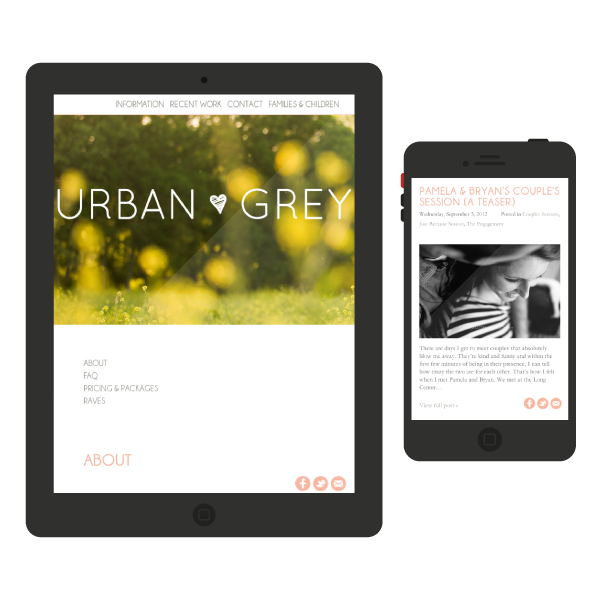 INFORMATION RECENT WORK CONTACT FAMILIES & CHILDREN
URBAN GREY
ABOUT
FAQ
PRICING & PACKAGES
RAVES
ABOUT
PAMELA & BRYAN'S COUPLE'S
SESSION (A TEASER)
Wednesday, September 5, 2012 Posted in Couples Sessions,
Just Because Session, The Engagement
There are days I get to meet couples that absolutely
blow me away. They're kind and funny and within the
first few minutes of being in their presence, I can tell
how crazy the two are for each other. That's how I felt
when I met Pamela and Bryan. We met at the Long
Center...
View full post »